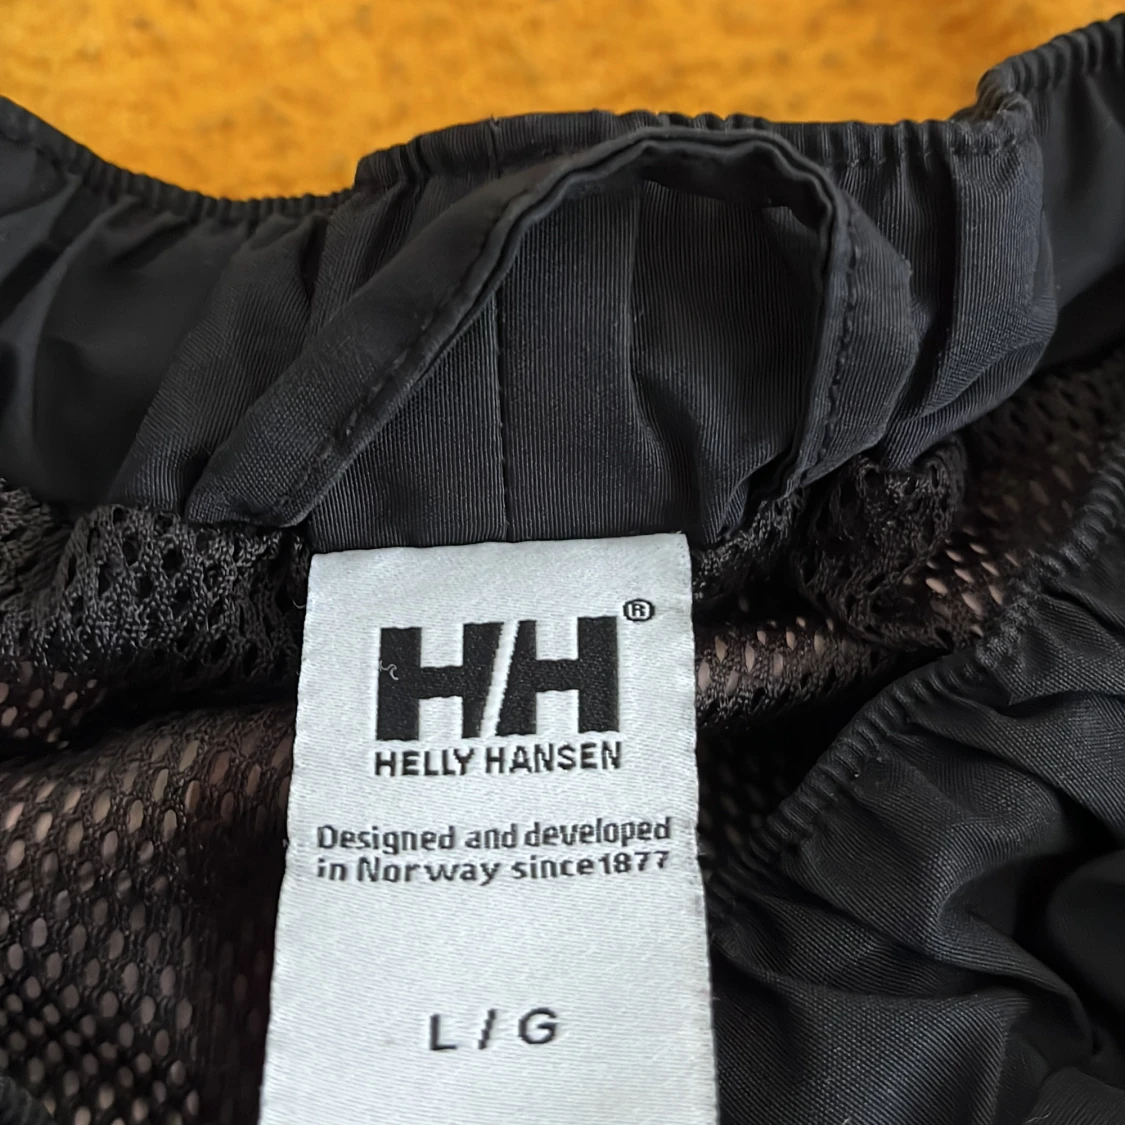 HH®
HELLY HANSEN
Designed and developed
in Norway since 1877
L / G